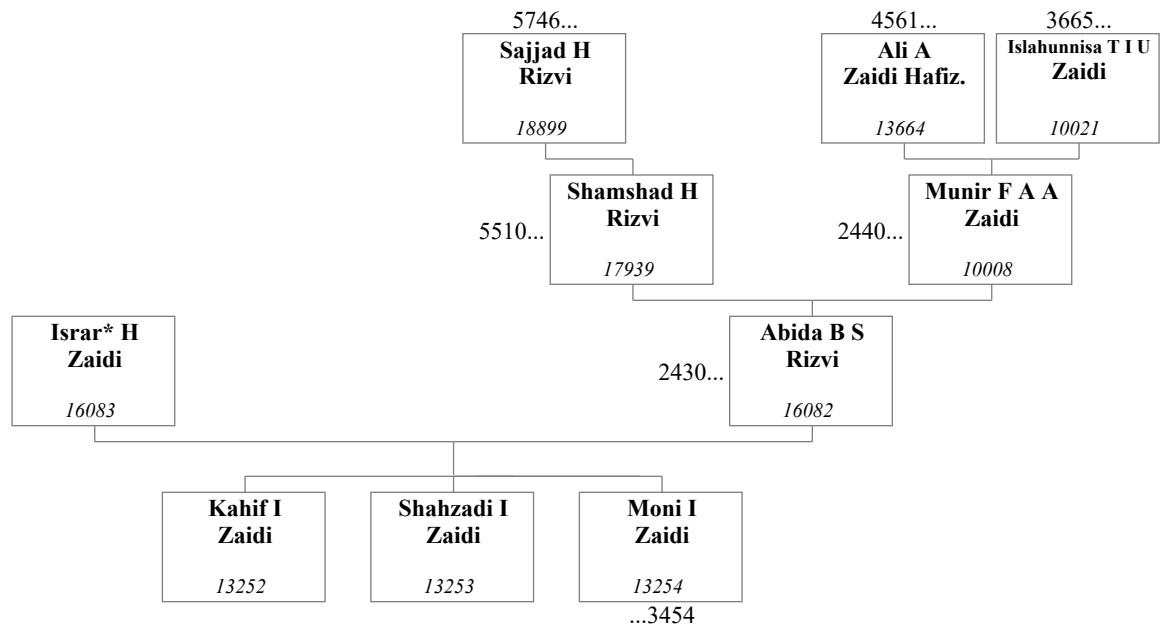 5746...
Sajjad H
Rizvi
18899
4561...
Ali A
Zaidi Hafiz.
13664
3665...
Islahunnisa T I U
Zaidi
10021
5510...
Shamshad H
Rizvi
17939
2440...
Munir F A A
Zaidi
10008
Israr* H
Zaidi
16083
2430...
Abida B S
Rizvi
16082
Kahif I
Zaidi
13252
Shahzadi I
Zaidi
13253
Moni I
Zaidi
13254
...3454